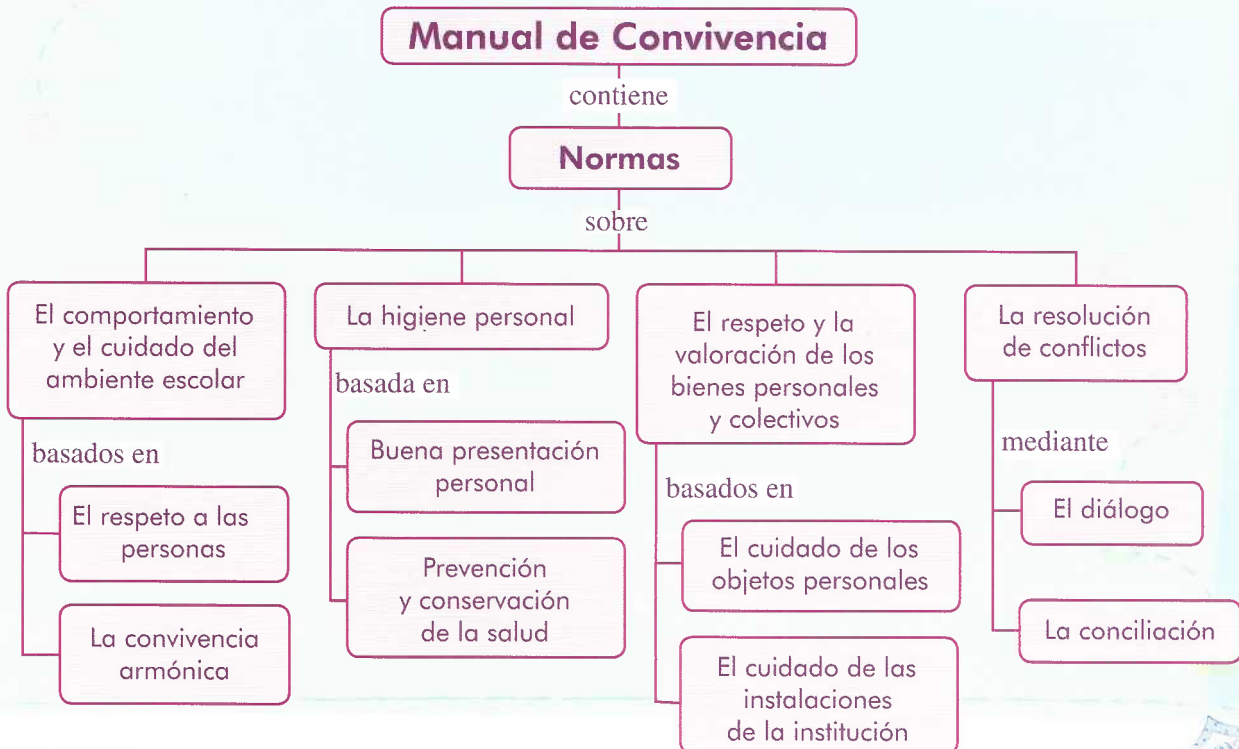 Manual de Convivencia
contiene
Normas
sobre
El comportamiento
y el cuidado del
ambiente escolar
basados en
El respeto a las
personas
La convivencia
armónica
La higiene personal
basada en
Buena presentación
personal
Prevención
y conservación
de la salud
El respeto y la
valoración de los
bienes personales
y colectivos
basados en
El cuidado de los
objetos personales
El cuidado de las
instalaciones
de la institución
La resolución
de conflictos
mediante
El diálogo
La conciliación